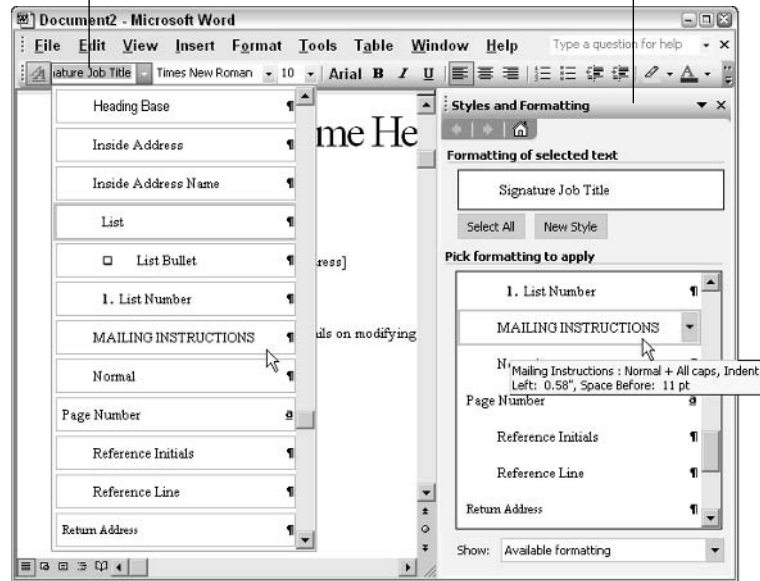 Document2 - Microsoft Word
File Edit View Insert Format Tools Table Window Help Type a question for help
ature Job Title Times New Roman 10 Arial B I U
Heading Base
Inside Address
Inside Address Name
List
List Bullet
1. List Number
MAILING INSTRUCTIONS
Normal
Page Number
Reference Initials
Reference Line
Return Address
me He
ress]
ils on modifying
Styles and Formatting
Formatting of selected text
Signature Job Title
Select All New Style
Pick formatting to apply
1. List Number
MAILING INSTRUCTIONS
Mailing Instructions : Normal + All caps, Indent
Left: 0.58", Space Before: 11 pt
Page Number
Reference Initials
Reference Line
Return Address
Show: Available formatting